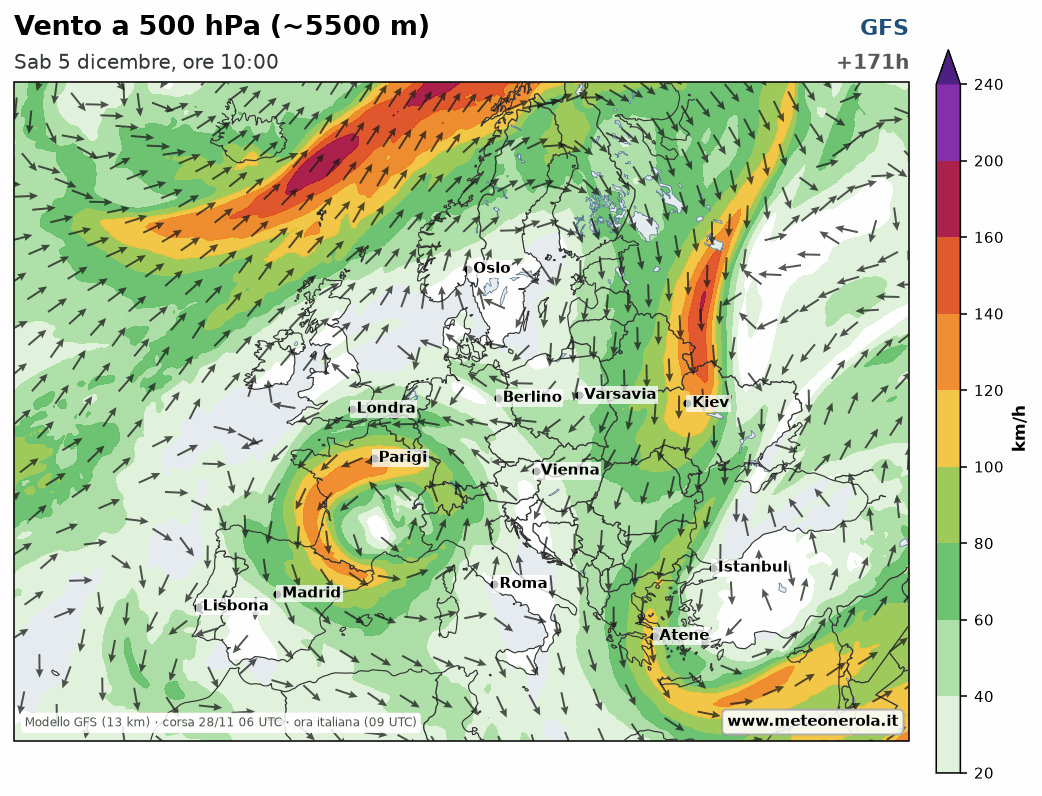 Vento a 500 hPa (~5500 m)
GFS
Sab 5 dicembre, ore 10:00
+171h
240
200
160
140
120
100
80
60
40
20
km/h
Oslo
Berlino
Varsavia
Kiev
Londra
Parigi
Vienna
Istanbul
Roma
Madrid
Lisbona
Atene
Modello GFS (13 km) · corsa 28/11 06 UTC · ora italiana (09 UTC)
www.meteonerola.it